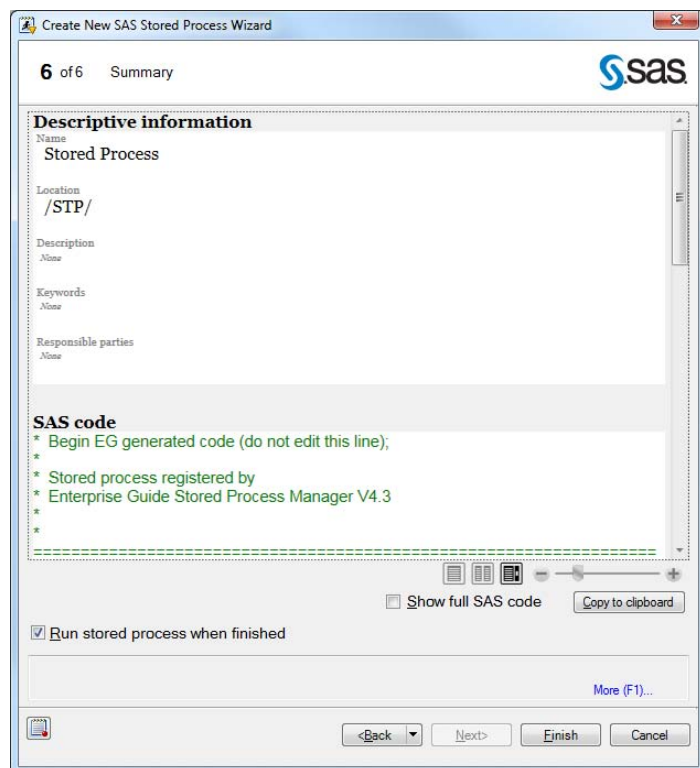 Create New SAS Stored Process Wizard
6 of 6 Summary
sas
Descriptive information
Name
Stored Process
Location
/STP/
Description
None
Keywords
None
Responsible parties
None
SAS code
* Begin EG generated code (do not edit this line);
*
* Stored process registered by
* Enterprise Guide Stored Process Manager V4.3
*
*
====================================================================
Show full SAS code
Copy to clipboard
Run stored process when finished
More (F1)...
<Back
Next>
Finish
Cancel